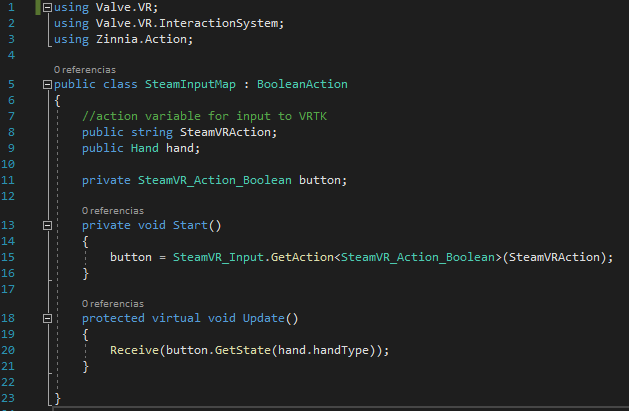 1 using Valve.VR;
2 using Valve.VR.InteractionSystem;
3 using Zinnia.Action;
4
0 referencias
5 public class SteamInputMap : BooleanAction
6 {
7 //action variable for input to VRTK
8 public string SteamVRAction;
9 public Hand hand;
10
11 private SteamVR_Action_Boolean button;
12
0 referencias
13 private void Start()
14 {
15 button = SteamVR_Input.GetAction<SteamVR_Action_Boolean>(SteamVRAction);
16 }
17
0 referencias
18 protected virtual void Update()
19 {
20 Receive(button.GetState(hand.handType));
21 }
22
23 }